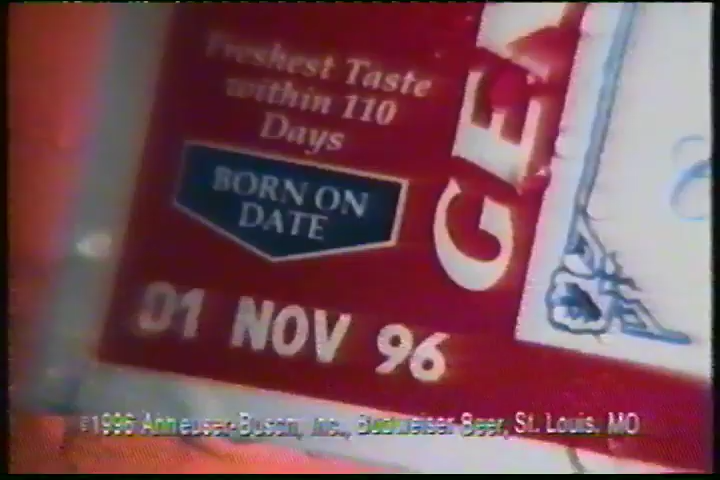 Freshest Taste
within 110
Days
BORN ON
DATE
01 NOV 96
GE
©1996 Anheuser-Busch, Inc., Budweiser Beer, St. Louis, MO